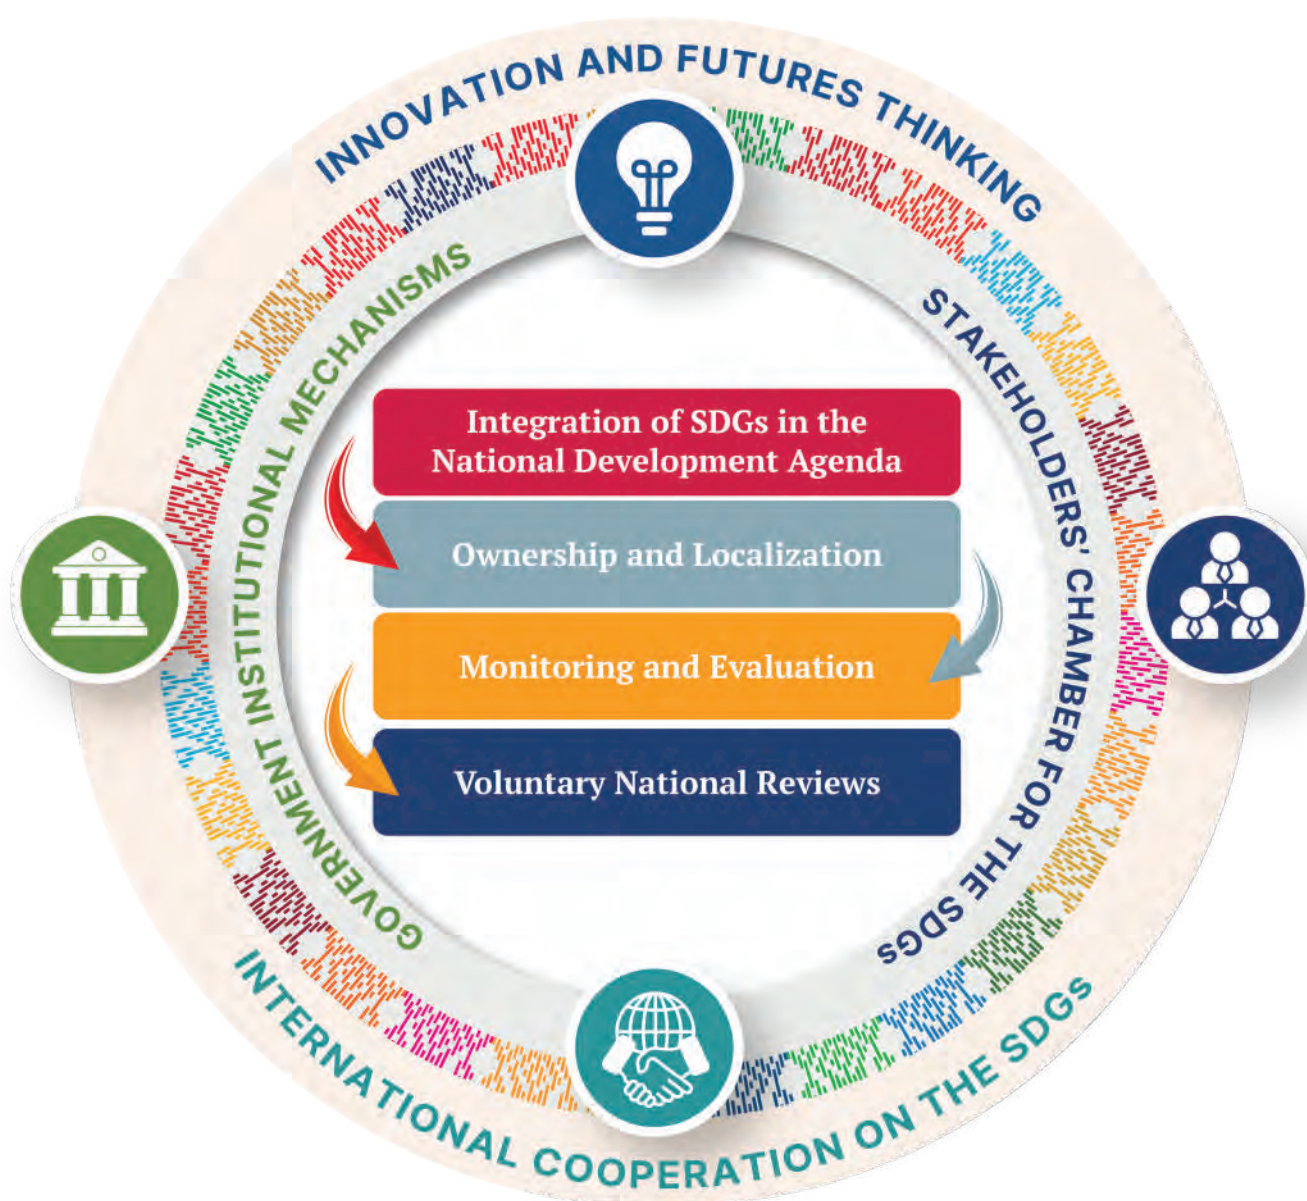 INNOVATION AND FUTURES THINKING
GOVERNMENT INSTITUTIONAL MECHANISMS
STAKEHOLDERS' CHAMBER FOR THE SDGs
Integration of SDGs in the
National Development Agenda
Ownership and Localization
Monitoring and Evaluation
Voluntary National Reviews
INTERNATIONAL COOPERATION ON THE SDGs